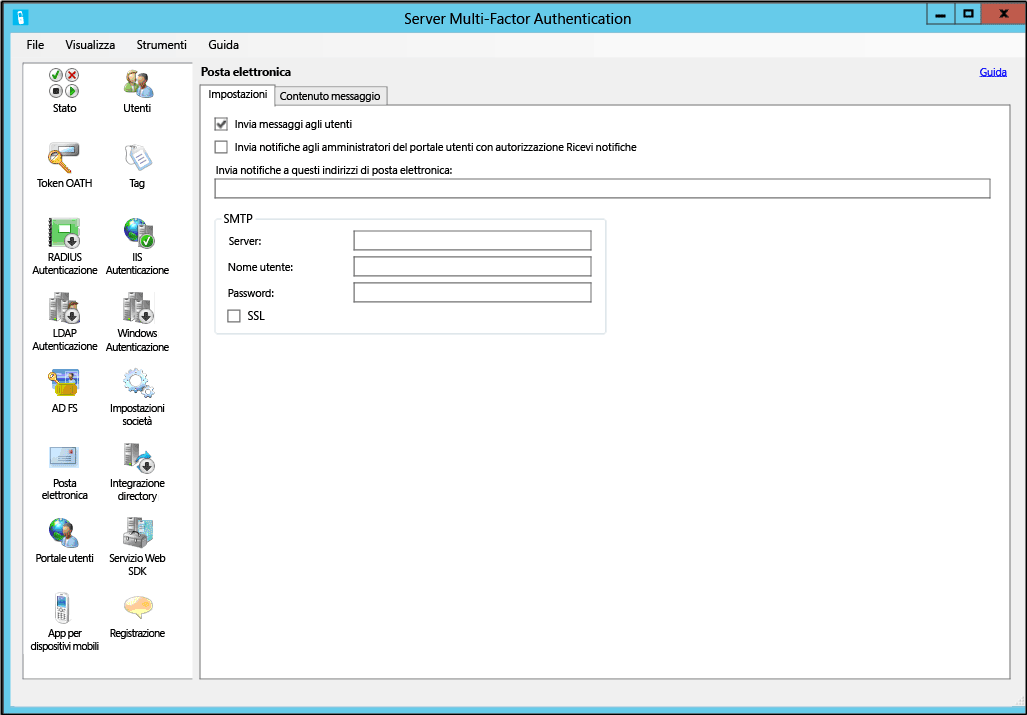 Server Multi-Factor Authentication
File Visualizza Strumenti Guida
Stato
Utenti
Token OATH
Tag
RADIUS
Autenticazione
IIS
Autenticazione
LDAP
Autenticazione
Windows
Autenticazione
AD FS
Impostazioni
società
Posta
elettronica
Integrazione
directory
Portale utenti
Servizio Web
SDK
App per
dispositivi mobili
Registrazione
Posta elettronica
Guida
Impostazioni
Contenuto messaggio
Invia messaggi agli utenti
Invia notifiche agli amministratori del portale utenti con autorizzazione Ricevi notifiche
Invia notifiche a questi indirizzi di posta elettronica:
SMTP
Server:
Nome utente:
Password:
SSL